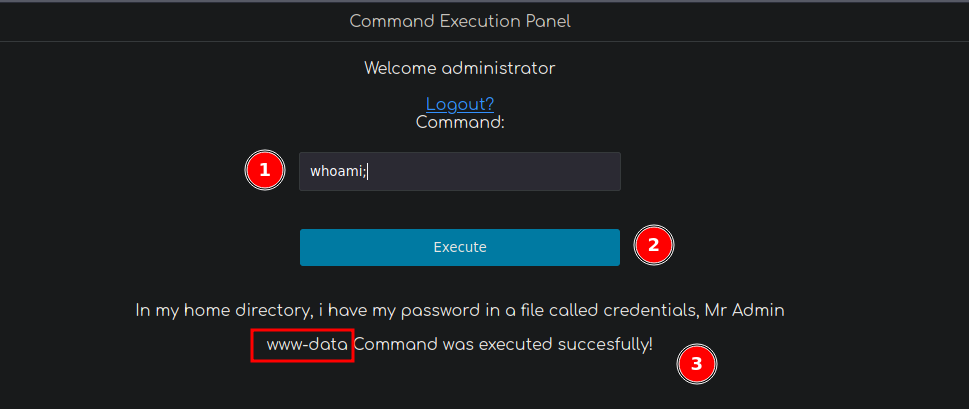 Command Execution Panel
Welcome administrator
Logout?
Command:
1
whoami;
Execute
2
In my home directory, i have my password in a file called credentials, Mr Admin
www-data Command was executed succesfully!
3